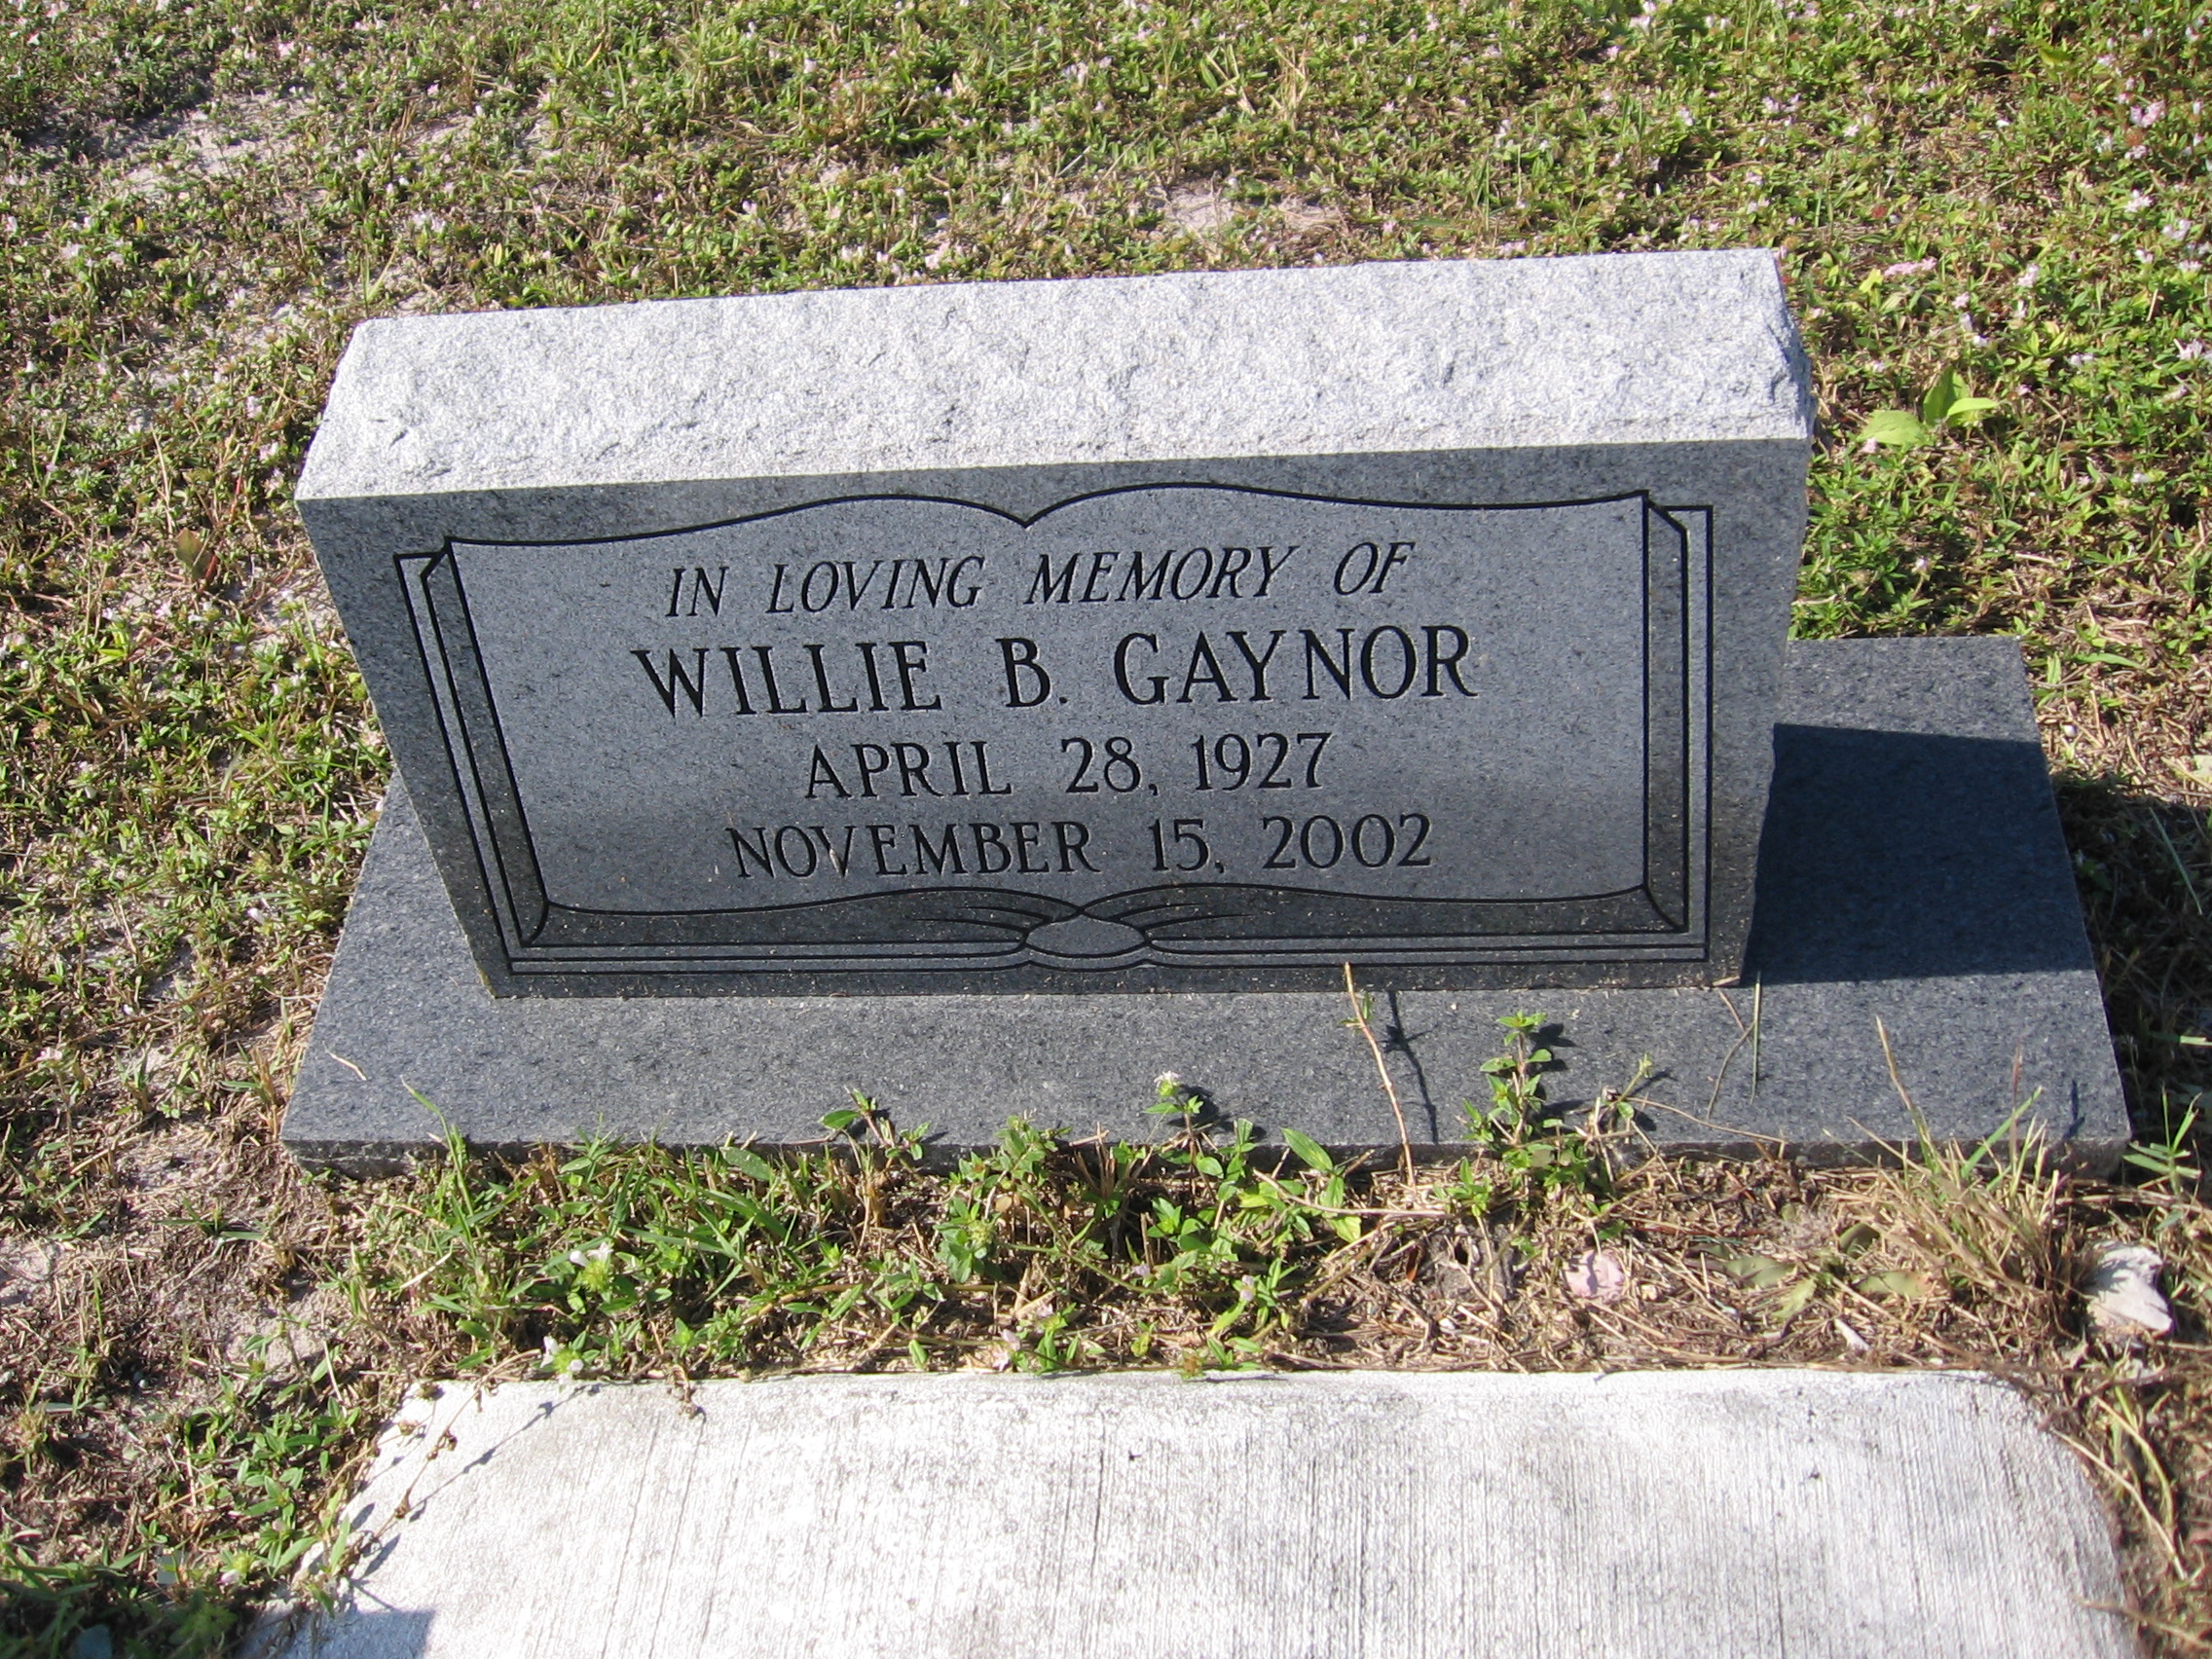 IN LOVING MEMORY OF
WILLIE B. GAYNOR
APRIL 28, 1927
NOVEMBER 15, 2002